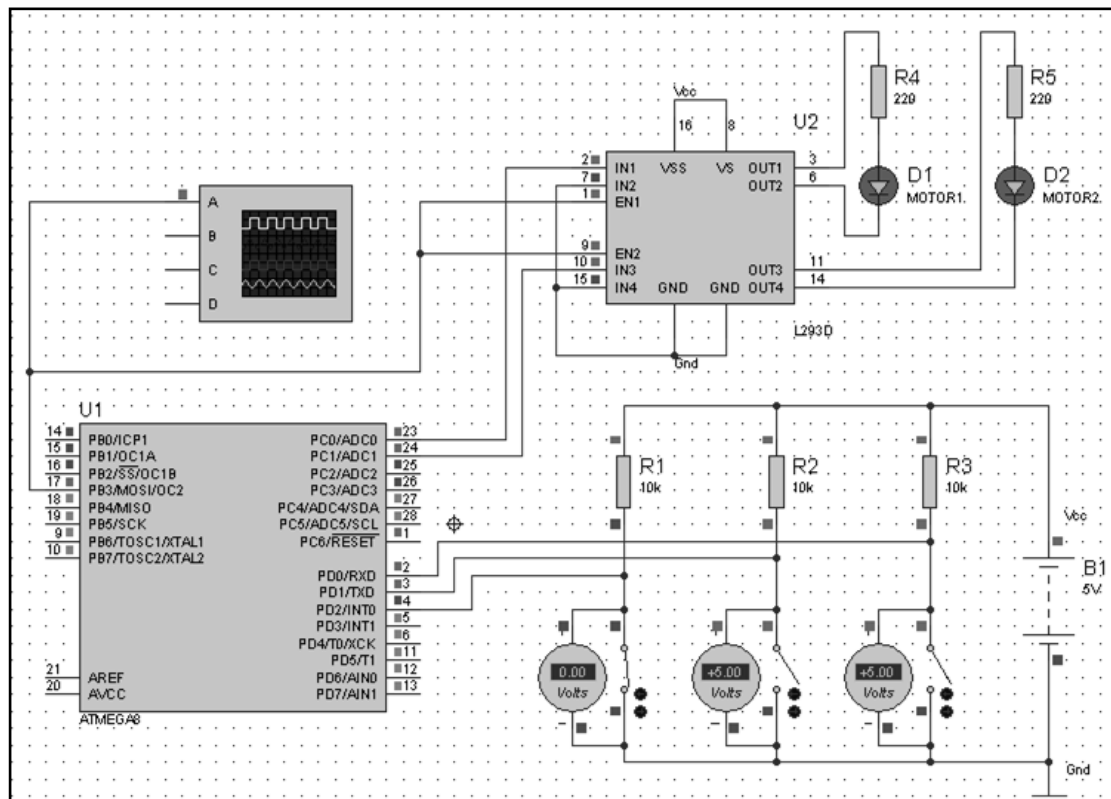 R4
220
R5
220
Vcc
16 8
U2
2 IN1 VSS VS OUT1 3
7 IN2 OUT2 6
1 EN1
9 EN2
10 IN3 OUT3 11
15 IN4 GND GND OUT4 14
L293D
Gnd
D1
MOTOR1.
D2
MOTOR2.
A
B
C
D
U1
14 PB0/ICP1 PC0/ADC0 23
15 PB1/OC1A PC1/ADC1 24
16 PB2/SS/OC1B PC2/ADC2 25
17 PB3/MOSI/OC2 PC3/ADC3 26
18 PB4/MISO PC4/ADC4/SDA 27
19 PB5/SCK PC5/ADC5/SCL 28
9 PB6/TOSC1/XTAL1 PC6/RESET 1
10 PB7/TOSC2/XTAL2
PD0/RXD 2
PD1/TXD 3
PD2/INT0 4
PD3/INT1 5
PD4/T0/XCK 6
PD5/T1 11
21 AREF PD6/AIN0 12
20 AVCC PD7/AIN1 13
ATMEGA8
R1
10k
R2
10k
R3
10k
Vcc
B1
5V
0.00
Volts
+5.00
Volts
+5.00
Volts
Gnd